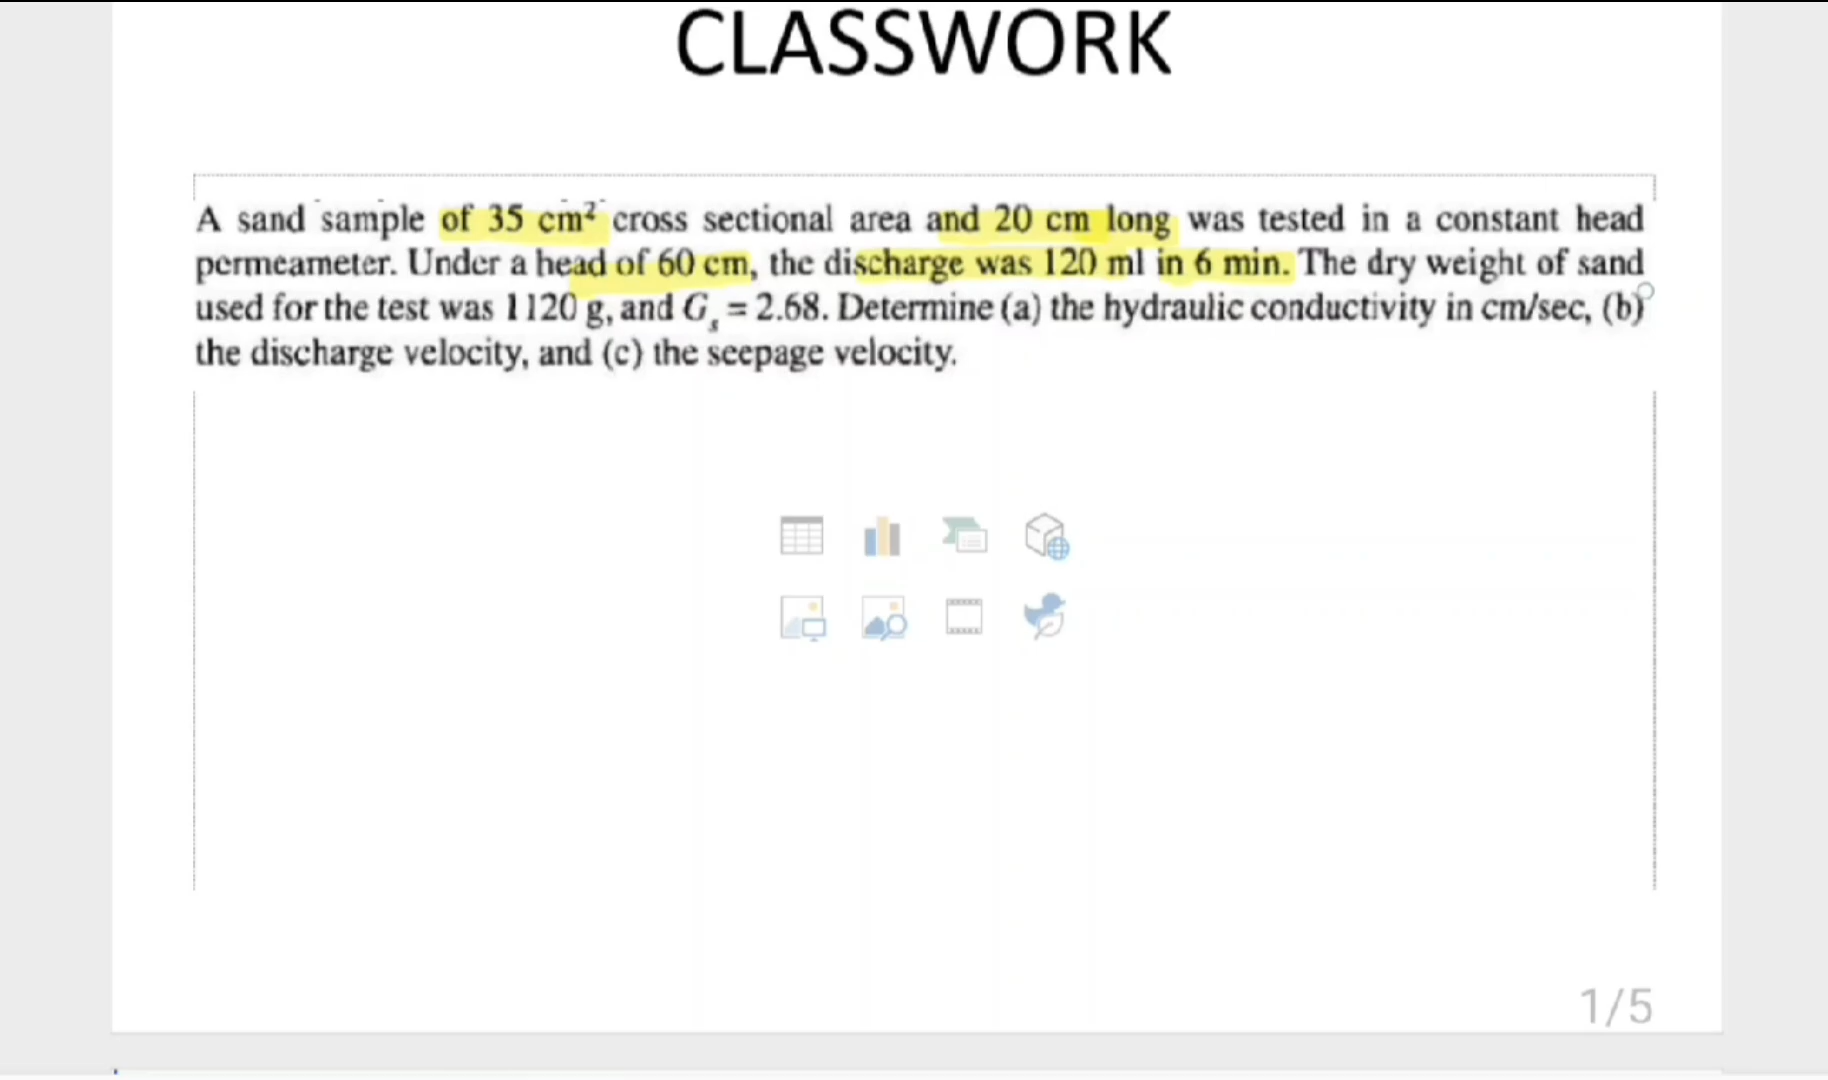 CLASSWORK
A sand sample of 35 cm² cross sectional area and 20 cm long was tested in a constant head
permeameter. Under a head of 60 cm, the discharge was 120 ml in 6 min. The dry weight of sand
used for the test was 1120 g, and Gₛ = 2.68. Determine (a) the hydraulic conductivity in cm/sec, (b)
the discharge velocity, and (c) the seepage velocity.
1/5